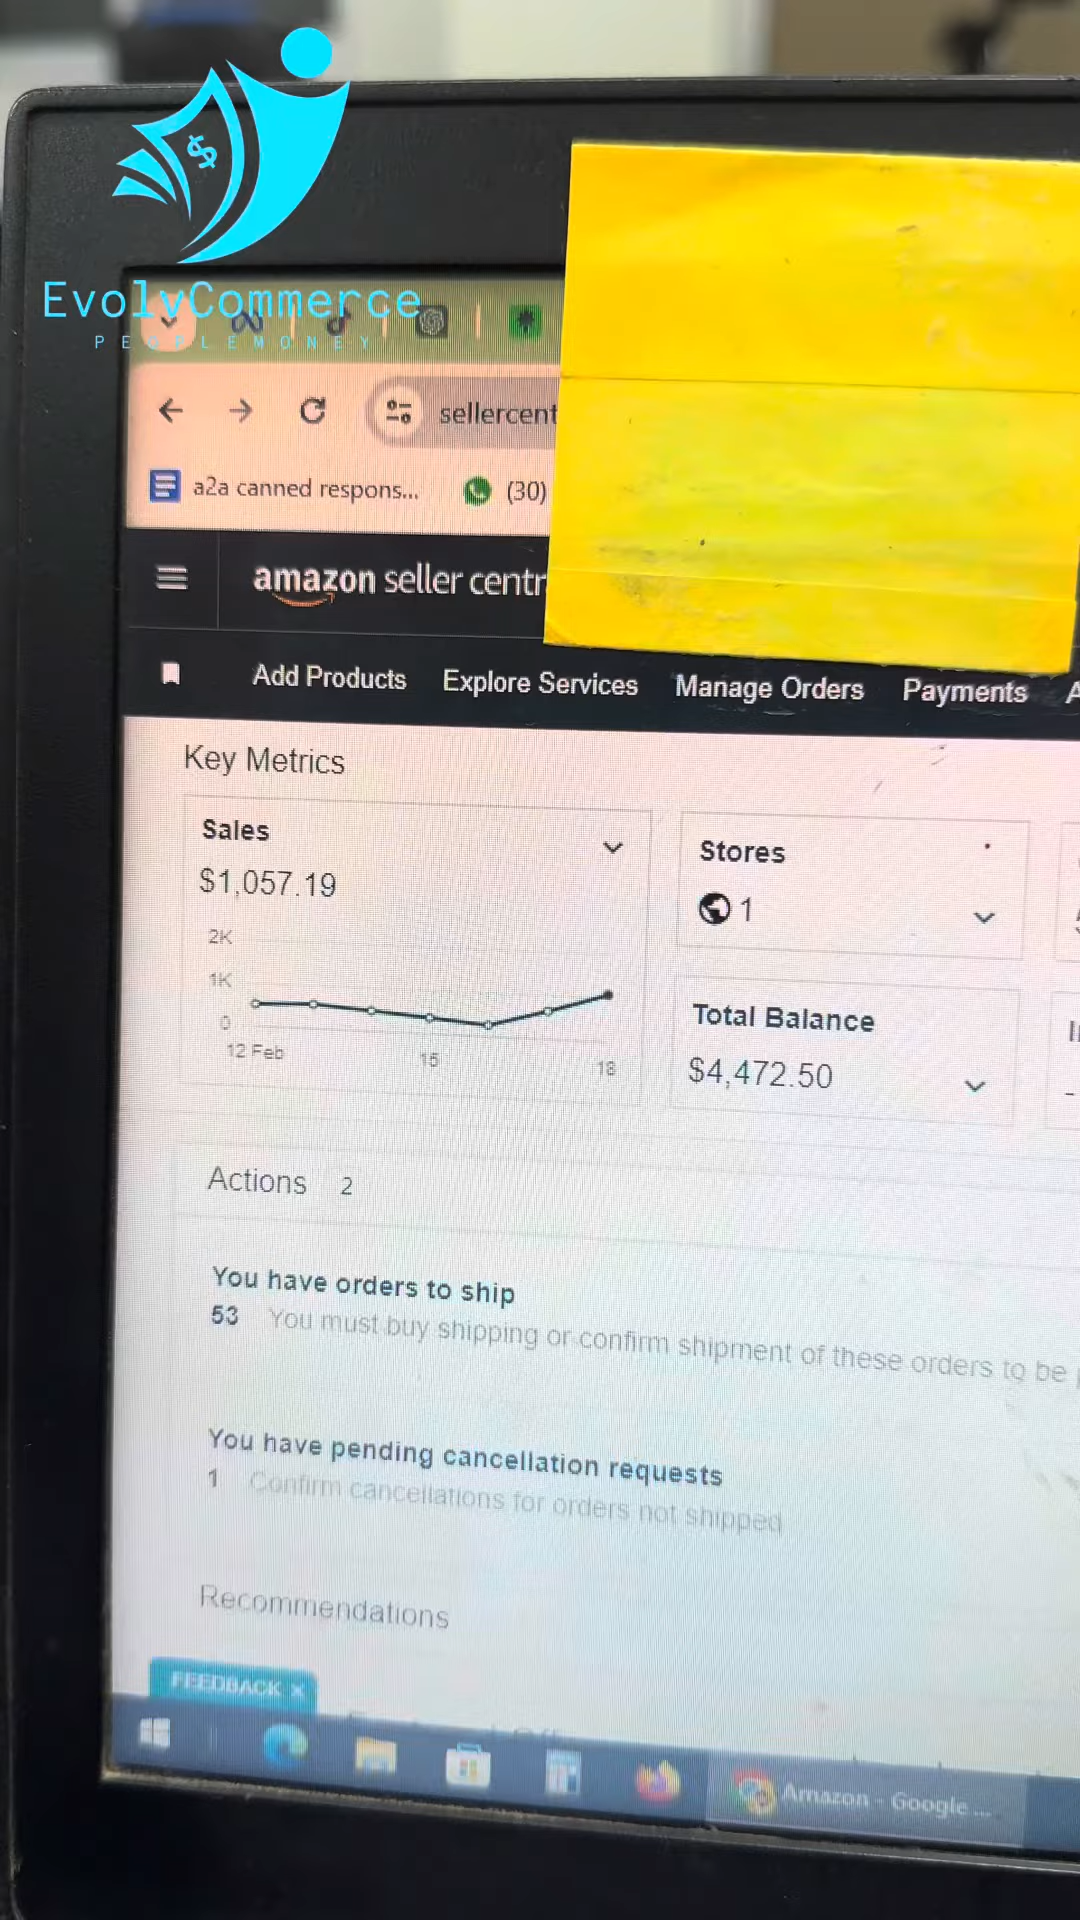 $
EvolvCommerce
PEOPLEMONEY
sellercent
a2a canned respons...
(30)
amazon seller centr
Add Products Explore Services Manage Orders Payments A
Key Metrics
Sales
$1,057.19
2K
1K
0
12 Feb 15 18
Stores
1
Total Balance
$4,472.50
Actions 2
You have orders to ship
53 You must buy shipping or confirm shipment of these orders to be
You have pending cancellation requests
1 Confirm cancellations for orders not shipped
Recommendations
FEEDBACK X
Amazon - Google ...